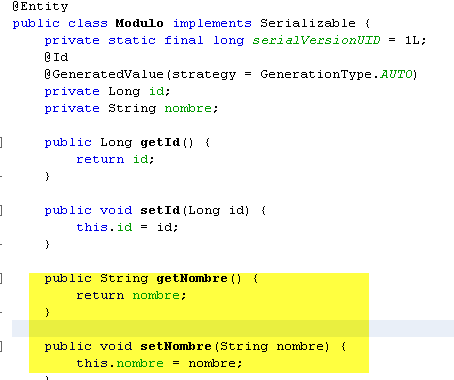 @Entity
public class Modulo implements Serializable {
    private static final long serialVersionUID = 1L;
    @Id
    @GeneratedValue(strategy = GenerationType.AUTO)
    private Long id;
    private String nombre;

    public Long getId() {
        return id;
    }

    public void setId(Long id) {
        this.id = id;
    }

    public String getNombre() {
        return nombre;
    }

    public void setNombre(String nombre) {
        this.nombre = nombre;
    }